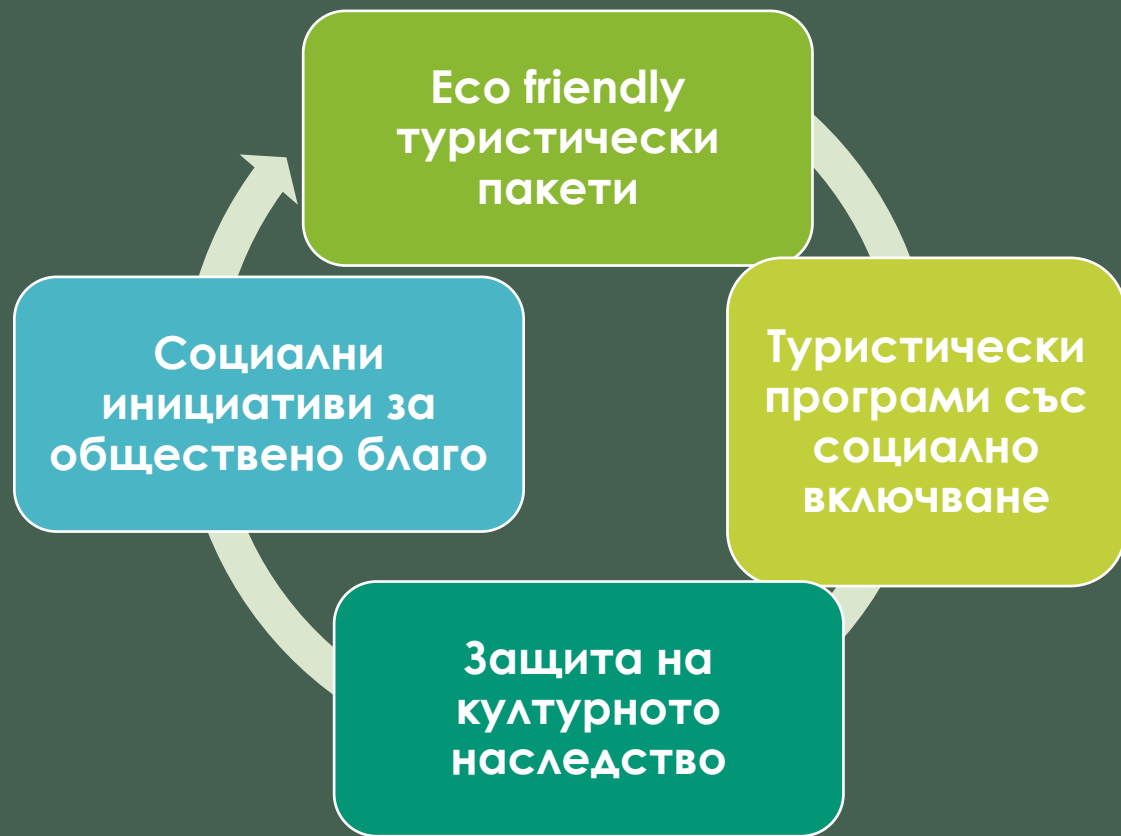 Eco friendly
туристически
пакети
Туристически
програми със
социално
включване
Защита на
културното
наследство
Социални
инициативи за
обществено благо